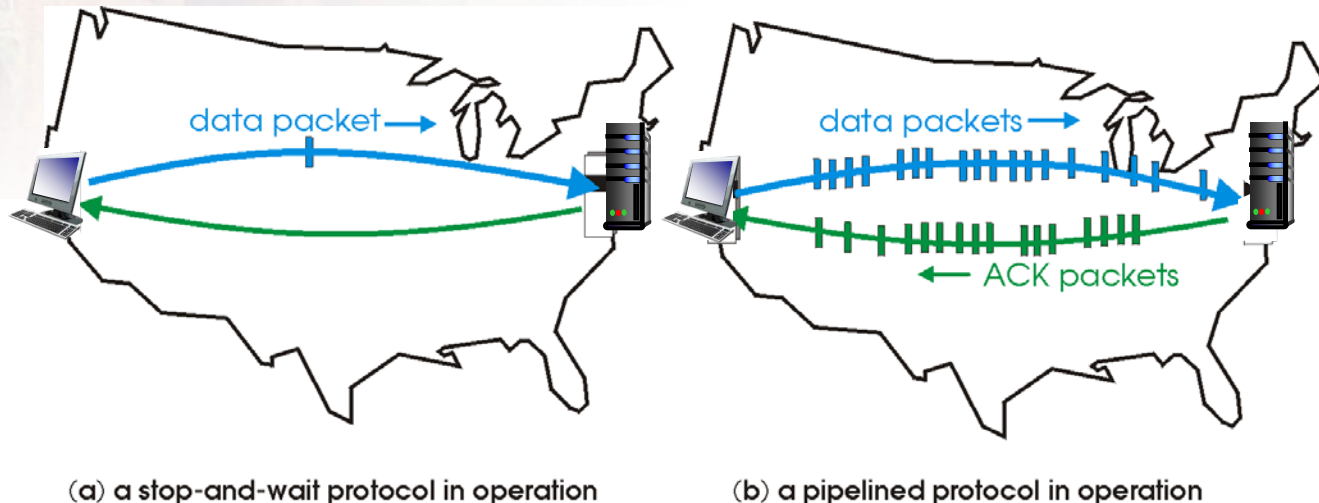 data packet
data packets
ACK packets
(a) a stop-and-wait protocol in operation
(b) a pipelined protocol in operation